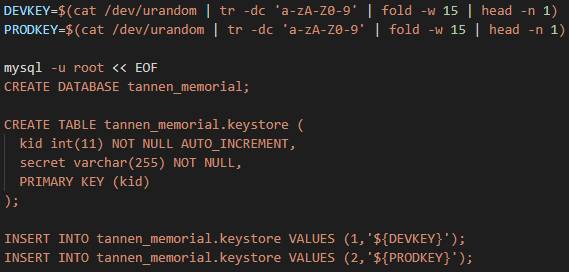 DEVKEY=$(cat /dev/urandom | tr -dc 'a-zA-Z0-9' | fold -w 15 | head -n 1)
PRODKEY=$(cat /dev/urandom | tr -dc 'a-zA-Z0-9' | fold -w 15 | head -n 1)

mysql -u root << EOF
CREATE DATABASE tannen_memorial;

CREATE TABLE tannen_memorial.keystore (
  kid int(11) NOT NULL AUTO_INCREMENT,
  secret varchar(255) NOT NULL,
  PRIMARY KEY (kid)
);

INSERT INTO tannen_memorial.keystore VALUES (1,'${DEVKEY}');
INSERT INTO tannen_memorial.keystore VALUES (2,'${PRODKEY}');